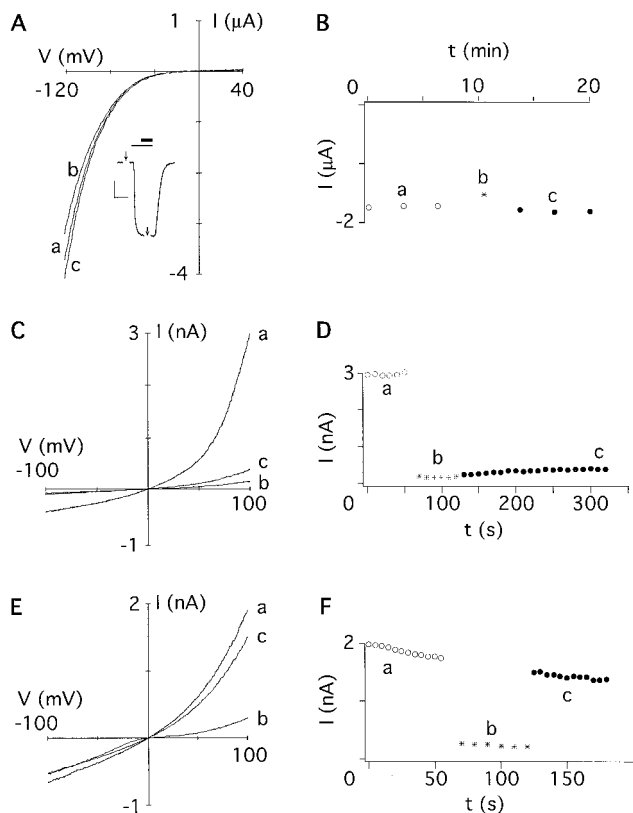 A
1 I (μA)
V (mV)
-120
40
b
a
c
-4
B
t (min)
0 10 20
I (μA)
-2
a
b
c
C
3 I (nA)
a
V (mV)
-100
c
b
100
-1
D
3
I (nA)
a
b
c
0 100 200 300
t (s)
E
2 I (nA)
a
c
V (mV)
-100
b
100
-1
F
2
I (nA)
a
b
c
0 50 100 150
t (s)